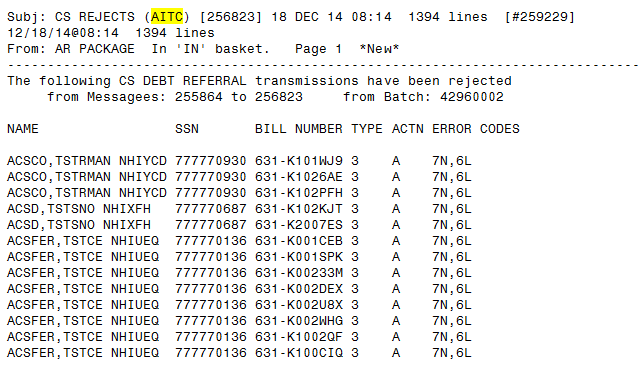 Subj: CS REJECTS (AITC) [256823] 18 DEC 14 08:14  1394 lines  [#259229]
12/18/14@08:14  1394 lines
From: AR PACKAGE  In 'IN' basket.   Page 1  *New*
-------------------------------------------------------------------------------
The following CS DEBT REFERRAL transmissions have been rejected
     from Messagees: 255864 to 256823     from Batch: 42960002
NAME                 SSN       BILL NUMBER TYPE ACTN ERROR CODES
ACSCO,TSTRMAN NHIYCD 777770930 631-K101WJ9 3    A    7N,6L
ACSCO,TSTRMAN NHIYCD 777770930 631-K1026AE 3    A    7N,6L
ACSCO,TSTRMAN NHIYCD 777770930 631-K102PFH 3    A    7N,6L
ACSD,TSTSNO NHIXFH   777770687 631-K102KJT 3    A    7N,6L
ACSD,TSTSNO NHIXFH   777770687 631-K2007ES 3    A    7N,6L
ACSFER,TSTCE NHIUEQ  777770136 631-K001CEB 3    A    7N,6L
ACSFER,TSTCE NHIUEQ  777770136 631-K001SPK 3    A    7N,6L
ACSFER,TSTCE NHIUEQ  777770136 631-K00233M 3    A    7N,6L
ACSFER,TSTCE NHIUEQ  777770136 631-K002DEX 3    A    7N,6L
ACSFER,TSTCE NHIUEQ  777770136 631-K002U8X 3    A    7N,6L
ACSFER,TSTCE NHIUEQ  777770136 631-K002WHG 3    A    7N,6L
ACSFER,TSTCE NHIUEQ  777770136 631-K1002QF 3    A    7N,6L
ACSFER,TSTCE NHIUEQ  777770136 631-K100CIQ 3    A    7N,6L